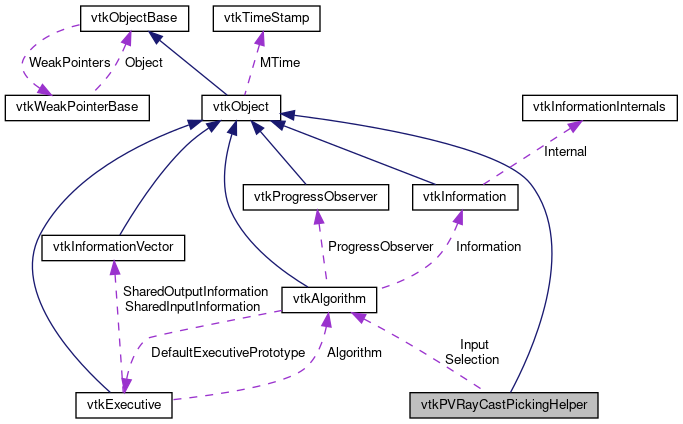 vtkObjectBase
vtkTimeStamp
WeakPointers
Object
MTime
vtkWeakPointerBase
vtkObject
vtkInformationInternals
Internal
vtkProgressObserver
vtkInformation
vtkInformationVector
ProgressObserver
Information
SharedOutputInformation
SharedInputInformation
vtkAlgorithm
DefaultExecutivePrototype
Algorithm
Input
Selection
vtkExecutive
vtkPVRayCastPickingHelper